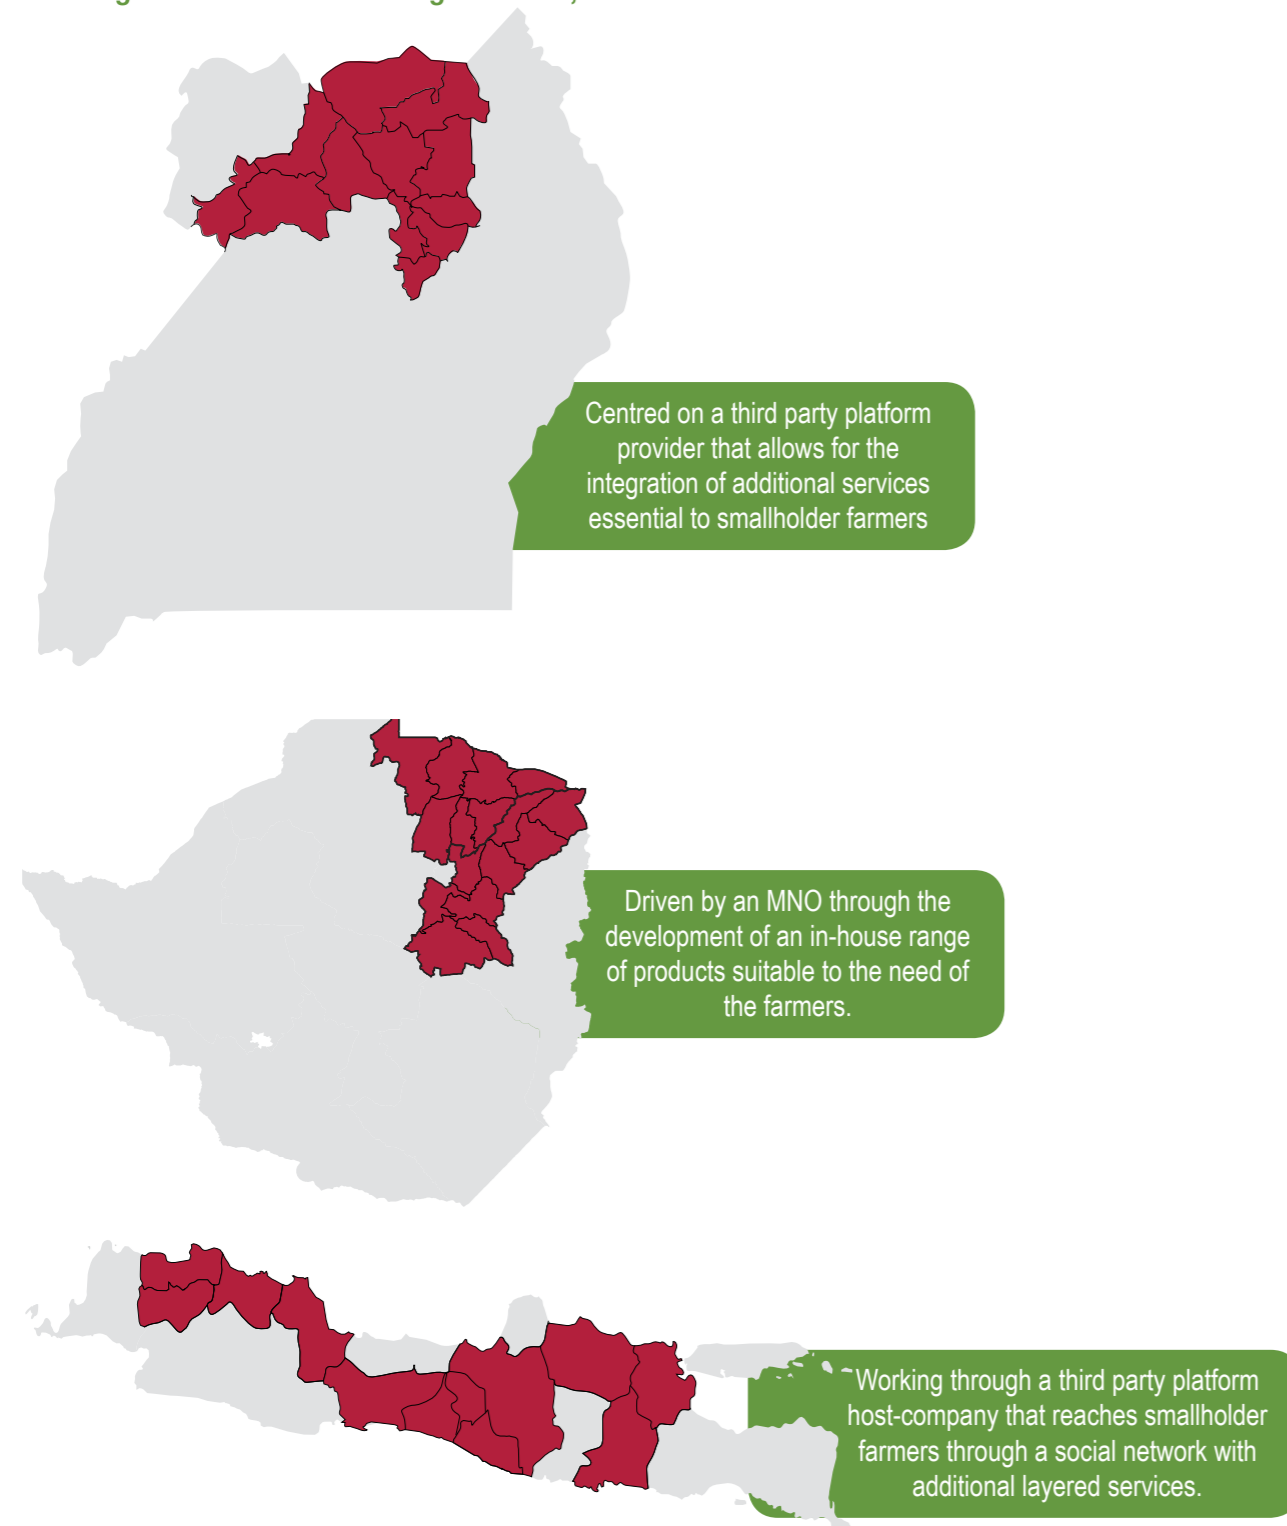 Centred on a third party platform
provider that allows for the
integration of additional services
essential to smallholder farmers
Driven by an MNO through the
development of an in-house range
of products suitable to the need of
the farmers.
Working through a third party platform
host-company that reaches smallholder
farmers through a social network with
additional layered services.